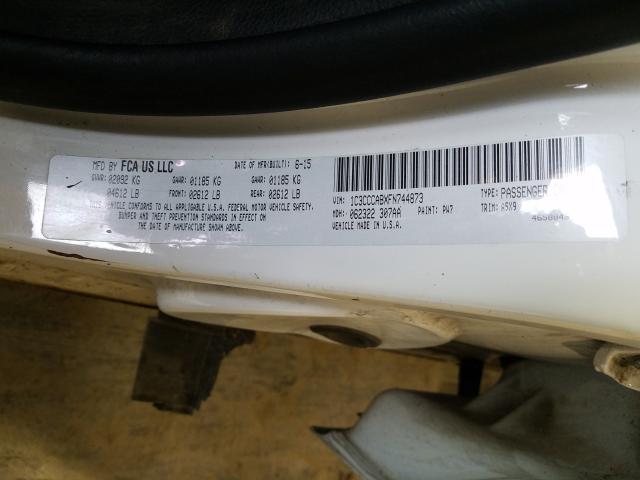 MFD BY FCA US LLC DATE OF MFR(BUILT): 6-15
GVWR: 02092 KG GAWR: 01185 KG GAWR: 01185 KG
04612 LB FRONT: 02612 LB REAR: 02612 LB
THIS VEHICLE CONFORMS TO ALL APPLICABLE U.S.A. FEDERAL MOTOR VEHICLE SAFETY,
BUMPER AND THEFT PREVENTION STANDARDS IN EFFECT ON
THE DATE OF MANUFACTURE SHOWN ABOVE.
VIN: 1C3CCCABXFN744873 TYPE: PASSENGER
MDH: 062322 307AA PAINT: PW7 TRIM: A5X9
VEHICLE MADE IN U.S.A.